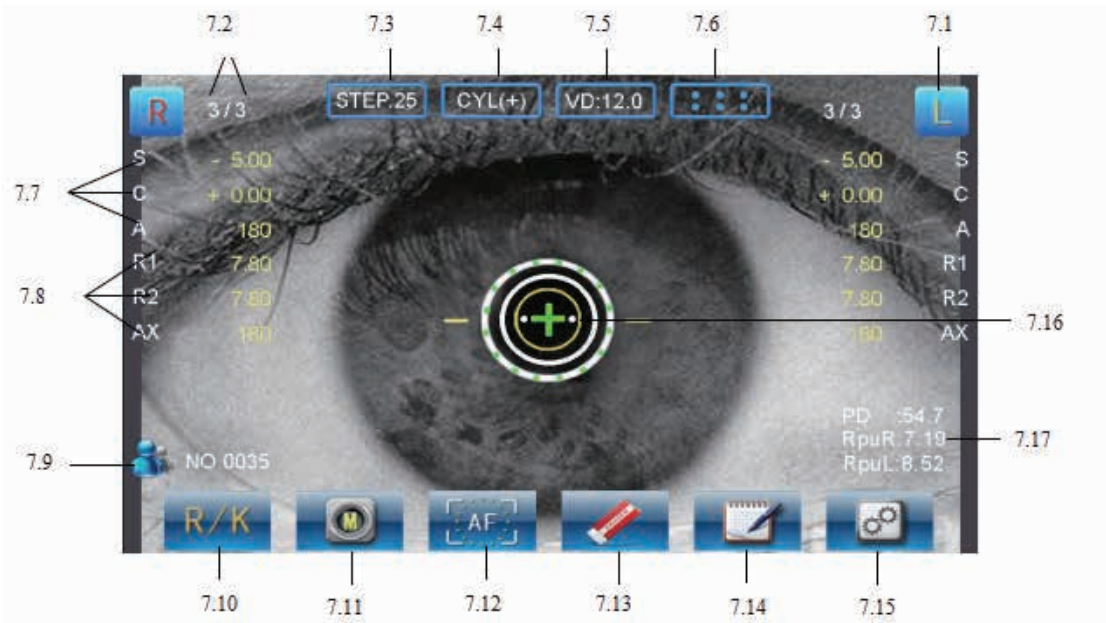 7.2 7.3 7.4 7.5 7.6 7.1
R 3 / 3 STEP.25 CYL(+) VD:12.0 3 / 3 L
S - 5.00 - 5.00 S
7.7 C + 0.00 + 0.00 C
A 180 180 A
R1 7.80 7.80 R1
7.8 R2 7.80 7.80 R2
AX 180 180 AX
7.16
PD :54.7
RpuR:7.19 7.17
7.9 NO 0035 RpuL:8.52
R/K M AF
7.10 7.11 7.12 7.13 7.14 7.15